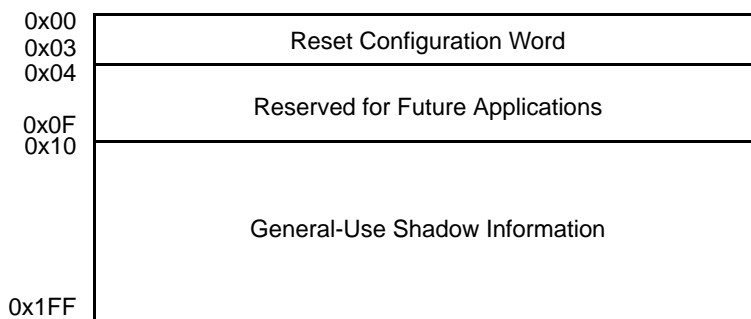 0x00
Reset Configuration Word
0x03
0x04
Reserved for Future Applications
0x0F
0x10
General-Use Shadow Information
0x1FF